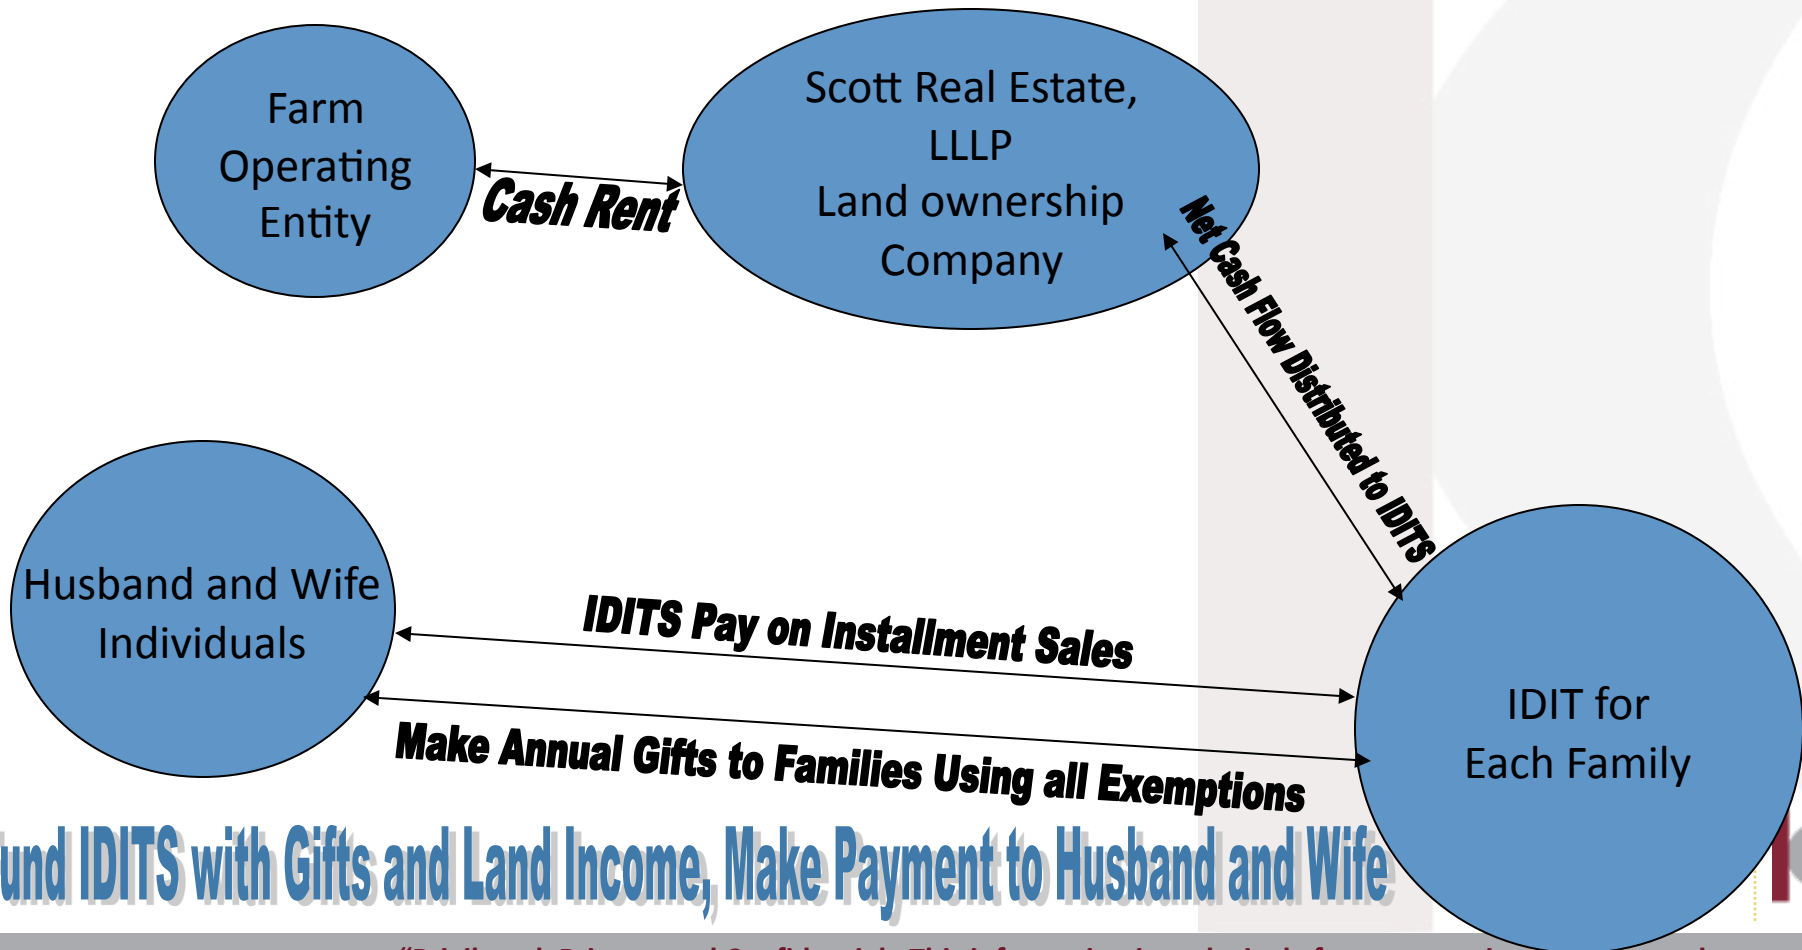 Farm
Operating
Entity
Scott Real Estate,
LLLP
Land ownership
Company
Cash Rent
Net Cash Flow Distributed to IDITS
Husband and Wife
Individuals
IDITS Pay on Installment Sales
IDIT for
Each Family
Make Annual Gifts to Families Using all Exemptions
und IDITS with Gifts and Land Income, Make Payment to Husband and Wife